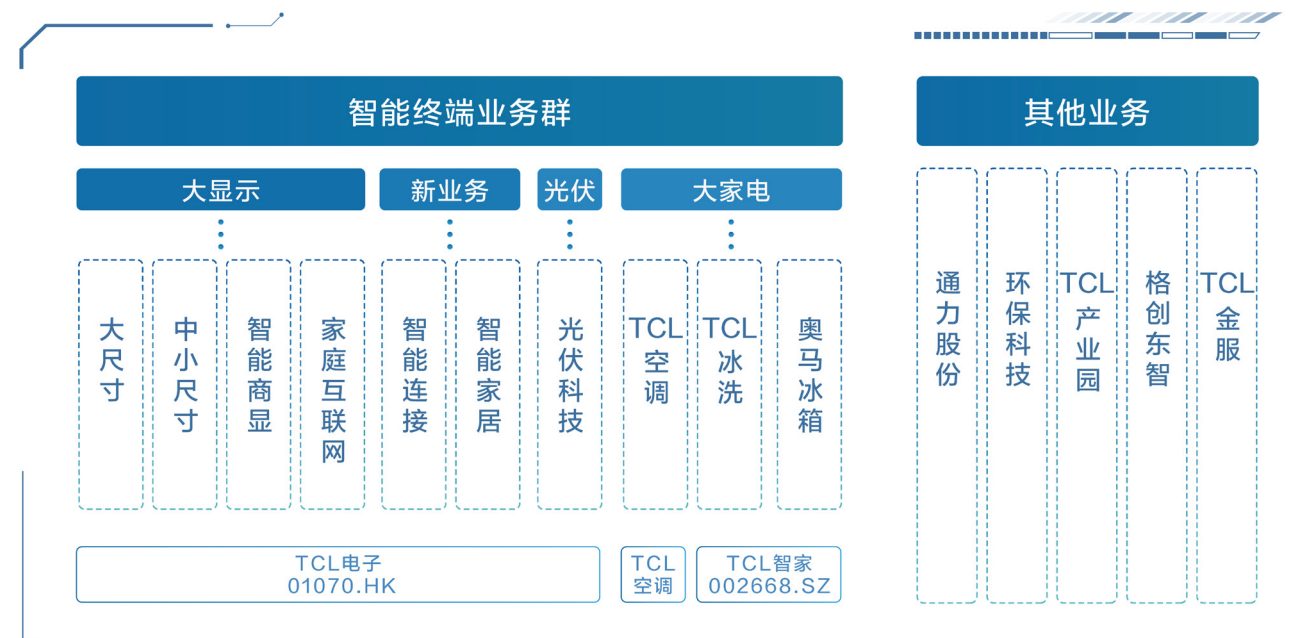 智能终端业务群
其他业务
大显示
新业务
光伏
大家电
大尺寸
中小尺寸
智能商显
家庭互联网
智能连接
智能家居
光伏科技
TCL空调
TCL冰洗
奥马冰箱
通力股份
环保科技
TCL产业园
格创东智
TCL金服
TCL电子
01070.HK
TCL
空调
TCL智家
002668.SZ